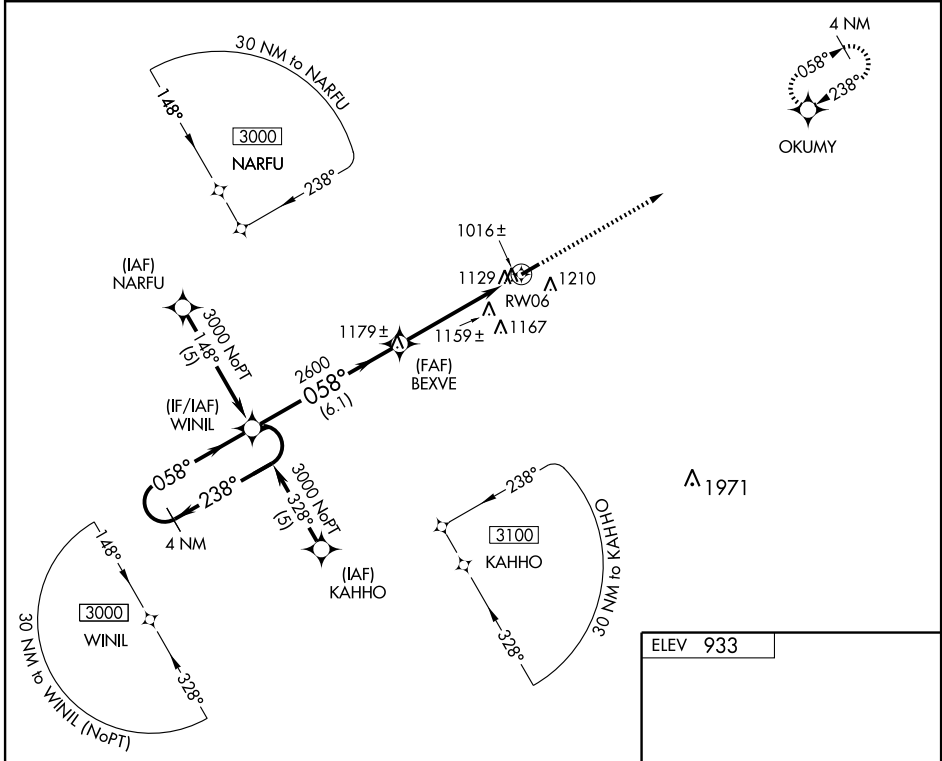 4 NM
058°
238°
OKUMY
30 NM to NARFU
148°
3000
NARFU
238°
1016±
1129
1210
RW06
1159±
1167
1179±
(FAF)
BEXVE
(IAF)
NARFU
3000 NoPT
148°
(5)
2600
058°
(6.1)
(IF/IAF)
WINIL
058°
238°
4 NM
3000 NoPT
328°
(5)
(IAF)
KAHHO
1971
238°
3100
KAHHO
328°
30 NM to KAHHO
148°
3000
WINIL
328°
30 NM to WINIL (NoPT)
ELEV 933